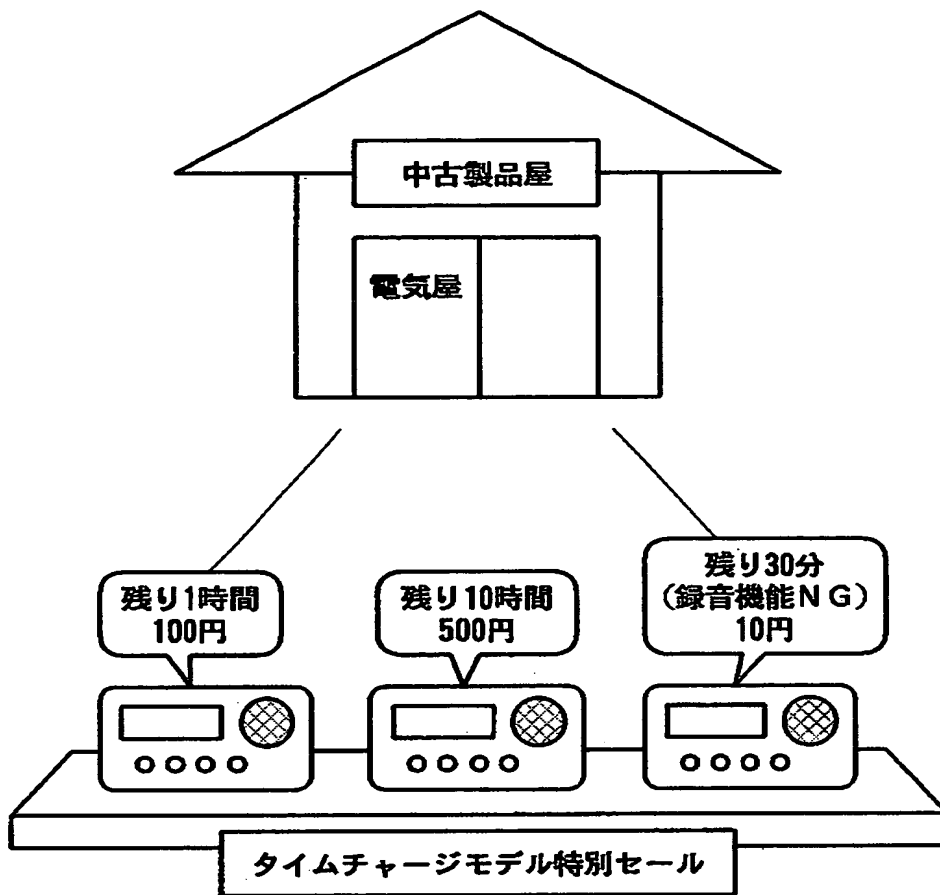 中古製品屋
電気屋
残り1時間
100円
残り10時間
500円
残り30分
（録音機能NG）
10円
タイムチャージモデル特別セール